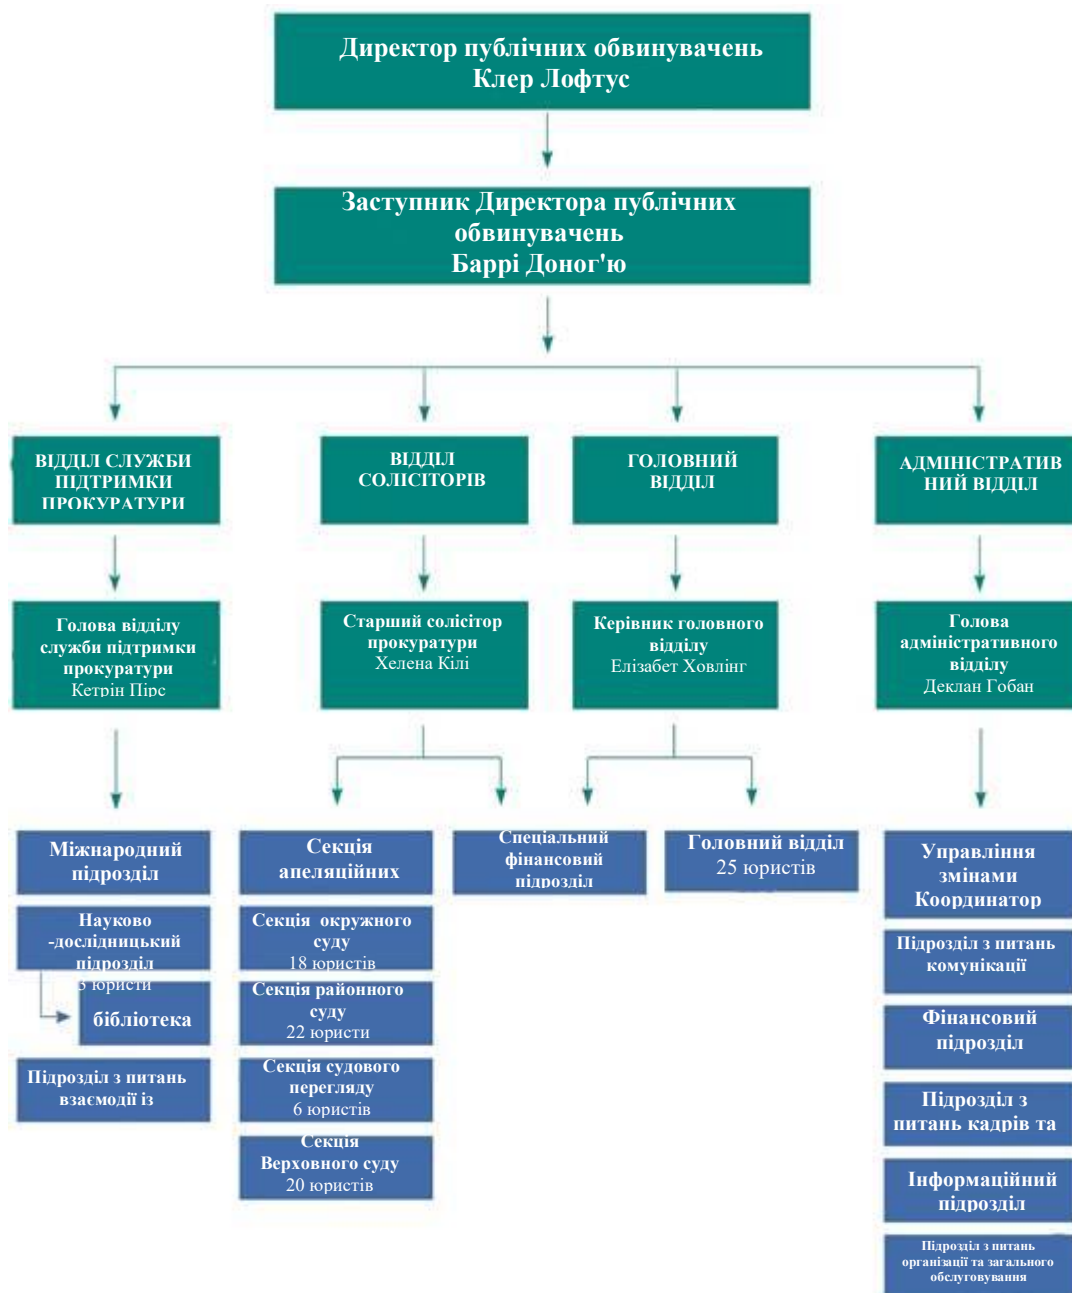 Директор публічних обвинувачень
Клер Лофтус
Заступник Директора публічних
обвинувачень
Баррі Доног'ю
ВІДДІЛ СЛУЖБИ
ПІДТРИМКИ
ПРОКУРАТУРИ
ВІДДІЛ
СОЛІСІТОРІВ
ГОЛОВНИЙ
ВІДДІЛ
АДМІНІСТРАТИВ
НИЙ ВІДДІЛ
Голова відділу
служби підтримки
прокуратури
Кетрін Пірс
Старший солісітор
прокуратури
Хелена Кілі
Керівник головного
відділу
Елізабет Ховлінг
Голова
адміністративного
відділу
Деклан Гобан
Міжнародний
підрозділ
Науково
-дослідницький
підрозділ
3 юристи
бібліотека
Підрозділ з питань
взаємодії із
Секція
апеляційних
Секція окружного
суду
18 юристів
Секція районного
суду
22 юристи
Секція судового
перегляду
6 юристів
Секція
Верховного суду
20 юристів
Спеціальний
фінансовий
підрозділ
Головний відділ
25 юристів
Управління
змінами
Координатор
Підрозділ з питань
комунікації
Фінансовий
підрозділ
Підрозділ з
питань кадрів та
Інформаційний
підрозділ
Підрозділ з питань
організації та загального
обслуговування